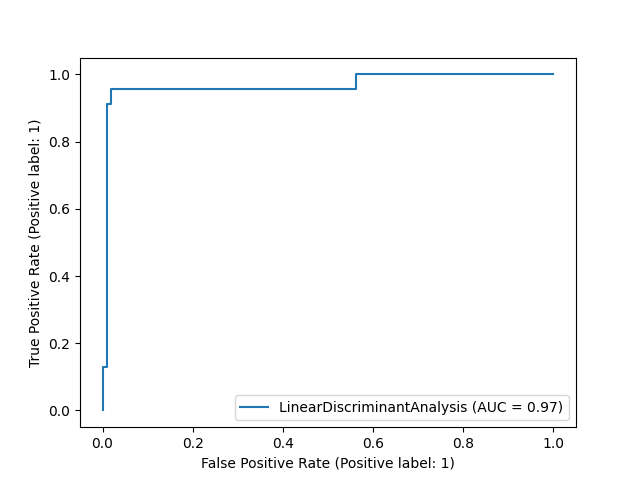 1.0
0.8
0.6
0.4
0.2
0.0
True Positive Rate (Positive label: 1)
LinearDiscriminantAnalysis (AUC = 0.97)
0.0 0.2 0.4 0.6 0.8 1.0
False Positive Rate (Positive label: 1)